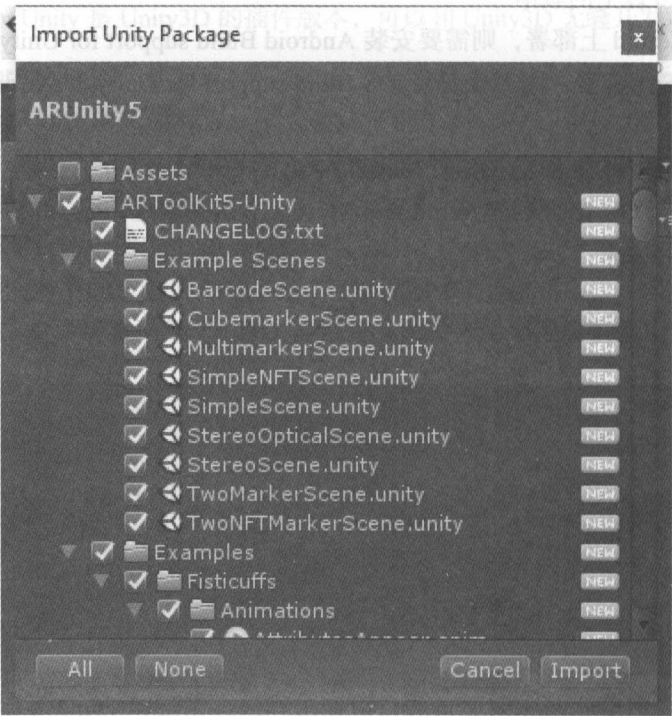 Import Unity Package
x
ARUnity5
Assets
ARToolKit5-Unity NEW
CHANGELOG.txt NEW
Example Scenes NEW
BarcodeScene.unity NEW
CubemarkerScene.unity NEW
MultimarkerScene.unity NEW
SimpleNFTScene.unity NEW
SimpleScene.unity NEW
StereoOpticalScene.unity NEW
StereoScene.unity NEW
TwoMarkerScene.unity NEW
TwoNFTMarkerScene.unity NEW
Examples NEW
Fisticuffs NEW
Animations NEW
All None Cancel Import